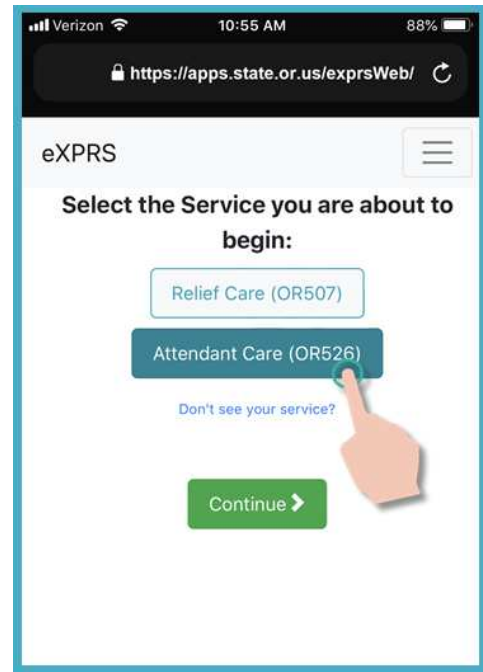 Verizon 10:55 AM 88%
https://apps.state.or.us/exprsWeb/
eXPRS
Select the Service you are about to
begin:
Relief Care (OR507)
Attendant Care (OR526)
Don't see your service?
Continue